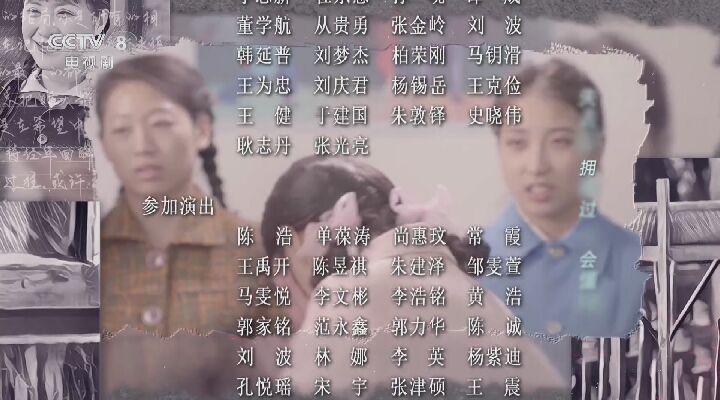 CCTV 8
电视剧
董学航 从贵勇 张金岭 刘波
韩延普 刘梦杰 柏荣刚 马钥滑
王为忠 刘庆君 杨锡岳 王克俭
王健 丁建国 朱敦铎 史晓伟
耿志丹 张光亮
参加演出
陈浩 单葆涛 尚惠玟 常霞
王禹开 陈昱祺 朱建泽 邹雯萱
马雯悦 李文彬 李浩铭 黄浩
郭家铭 范永鑫 郭力华 陈诚
刘波 林娜 李英 杨紫迪
孔悦瑶 宋宇 张津硕 王震
拥 过 会